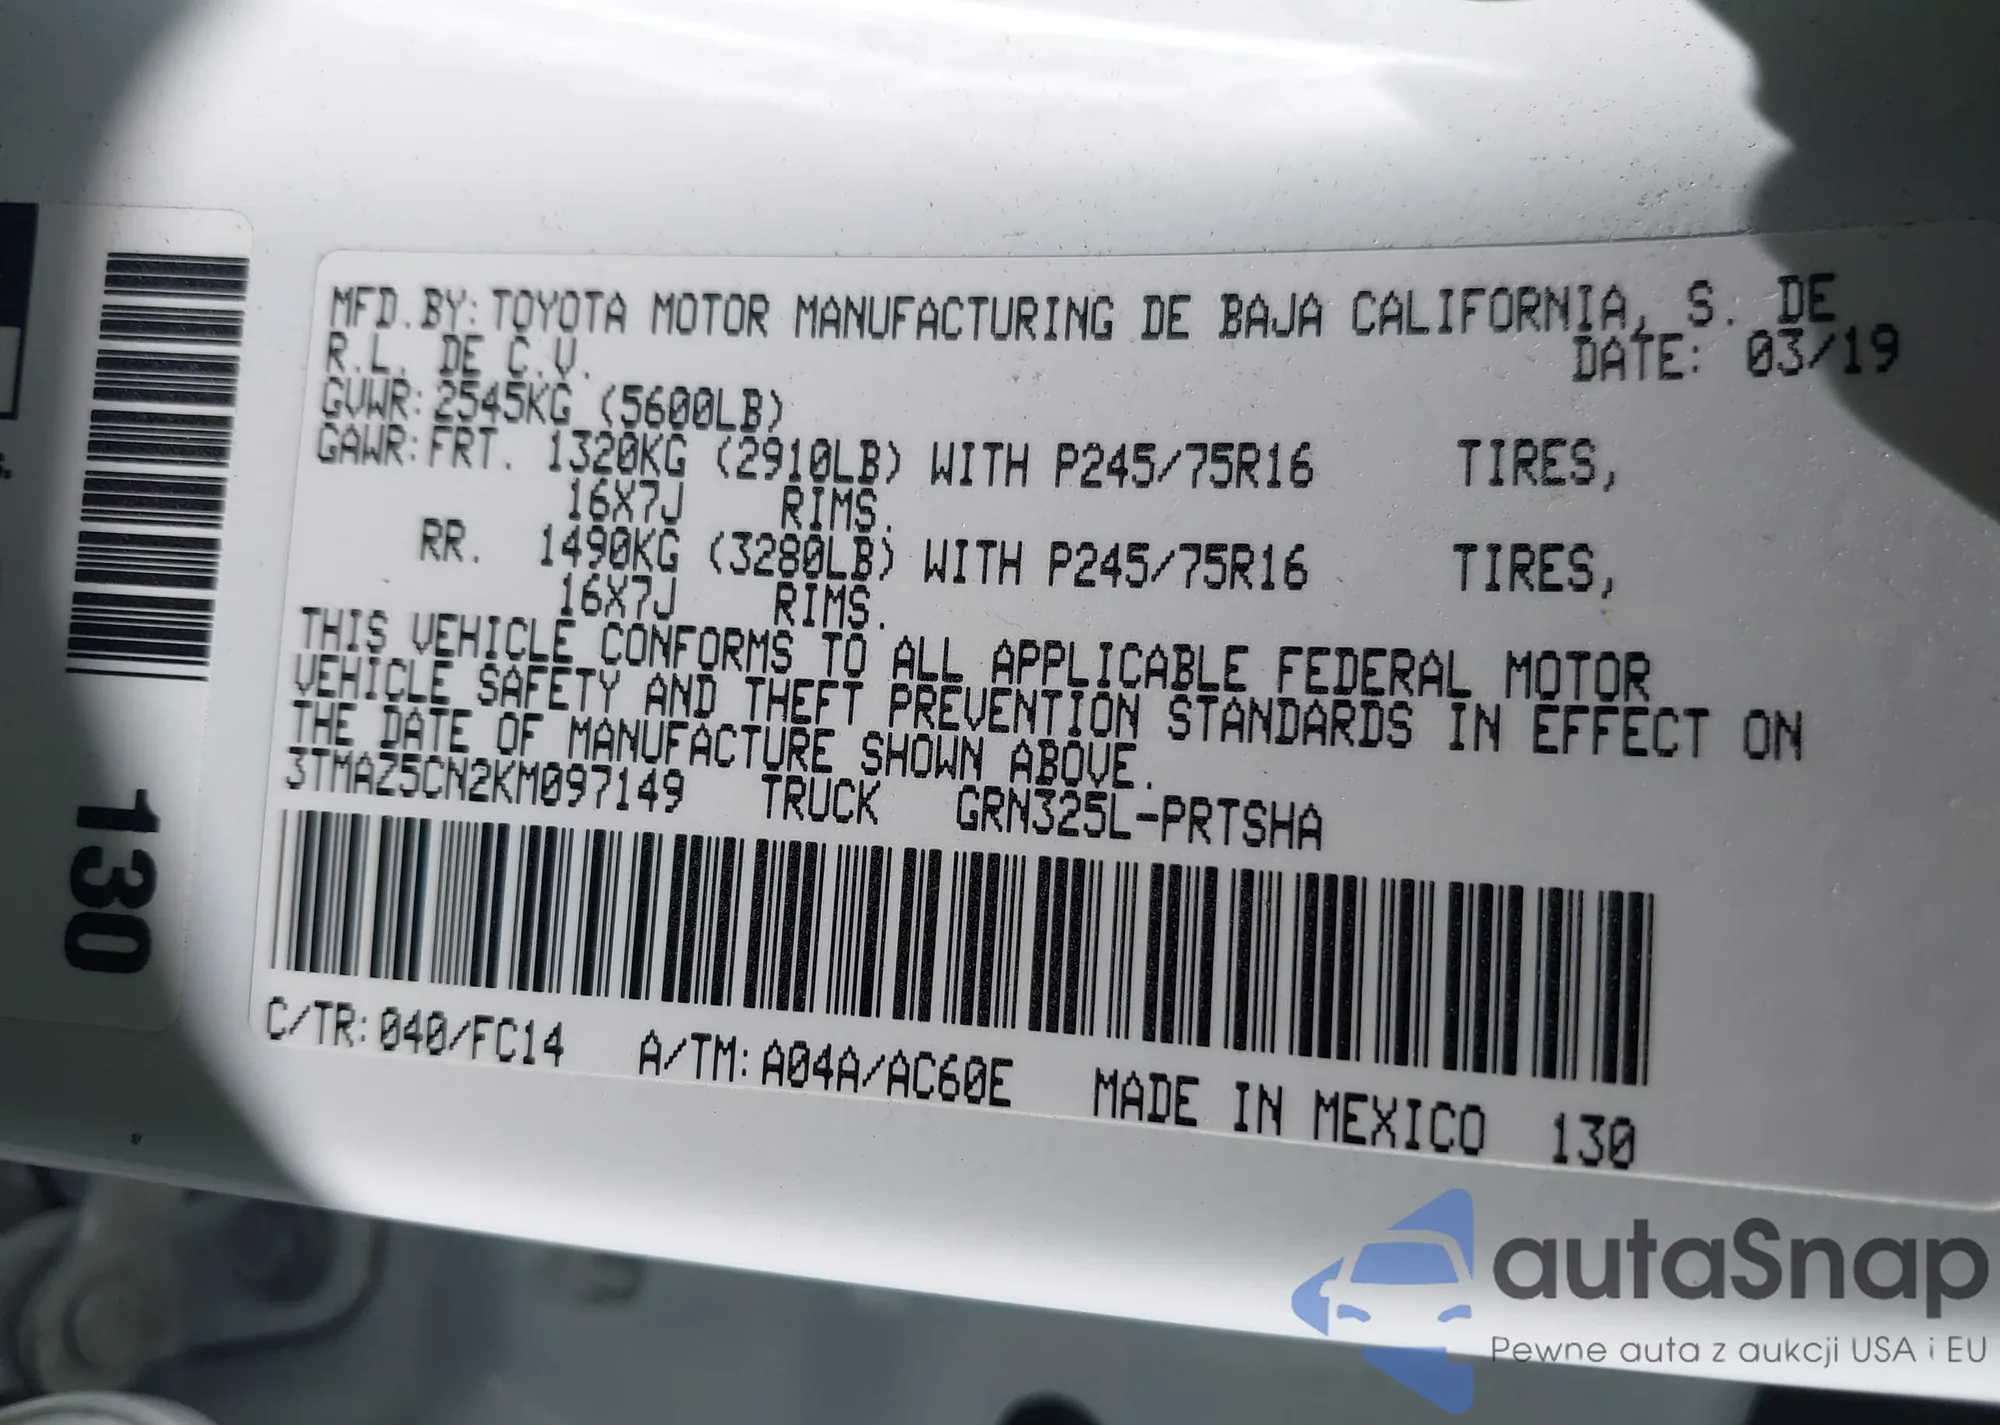 MFD. BY: TOYOTA MOTOR MANUFACTURING DE BAJA CALIFORNIA, S. DE
R.L. DE C.V. DATE: 03/19
GVWR: 2545KG (5600LB)
GAWR: FRT. 1320KG (2910LB) WITH P245/75R16 TIRES,
16X7J RIMS.
RR. 1490KG (3280LB) WITH P245/75R16 TIRES,
16X7J RIMS.
THIS VEHICLE CONFORMS TO ALL APPLICABLE FEDERAL MOTOR
VEHICLE SAFETY AND THEFT PREVENTION STANDARDS IN EFFECT ON
THE DATE OF MANUFACTURE SHOWN ABOVE.
3TMAZ5CN2KM097149 TRUCK GRN325L-PRTSHA
C/TR: 040/FC14 A/TM: A04A/AC60E MADE IN MEXICO 130
130
autaSnap
Pewne auta z aukcji USA i EU